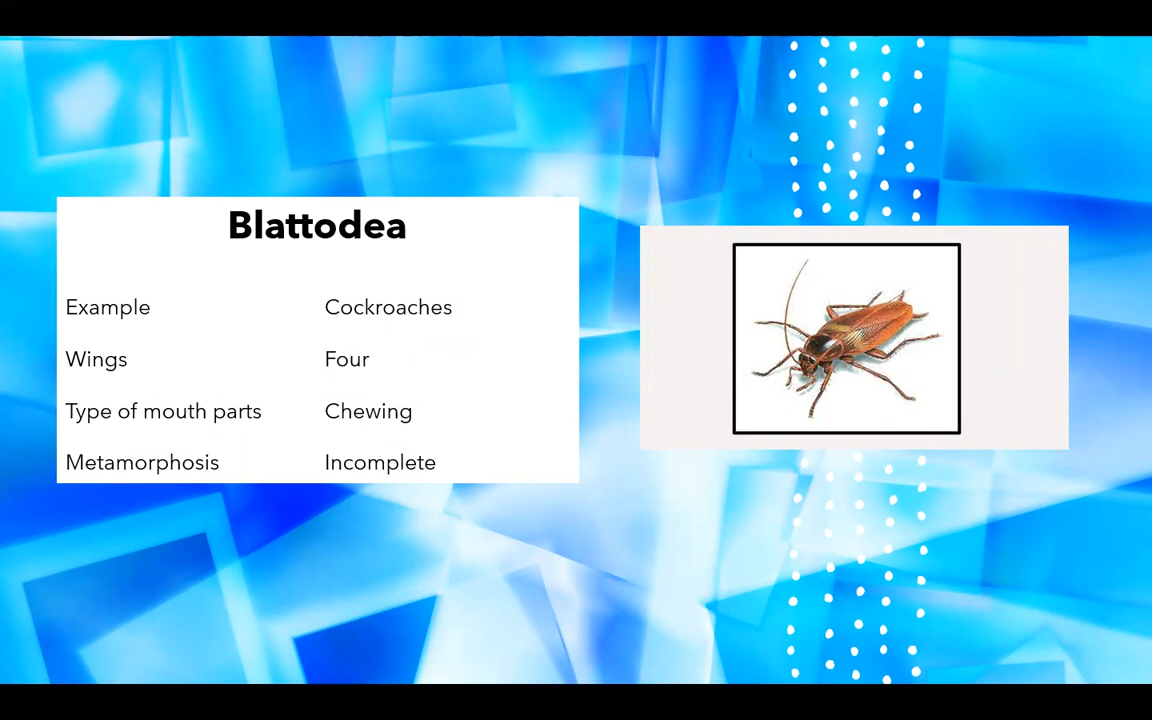 Blattodea
Example Cockroaches
Wings Four
Type of mouth parts Chewing
Metamorphosis Incomplete